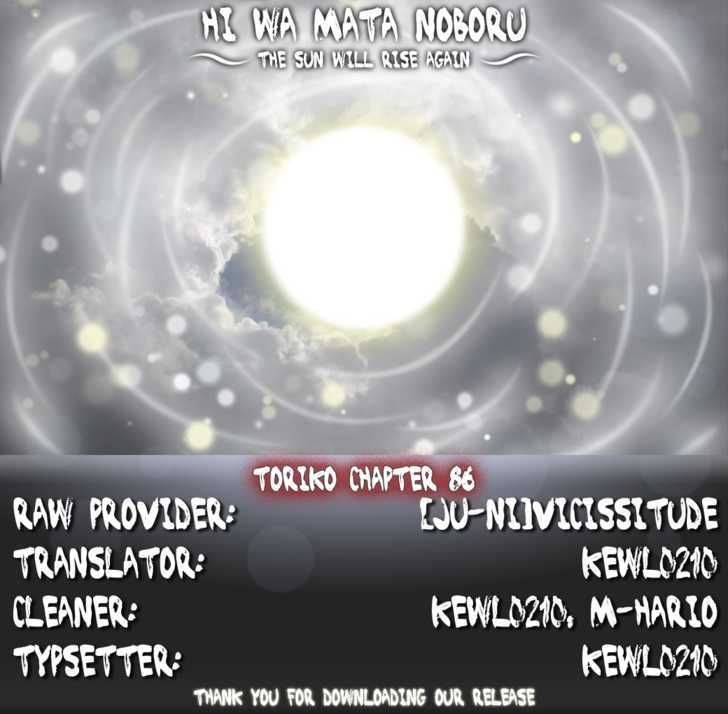 HI WA MATA NOBORU
THE SUN WILL RISE AGAIN
TORIKO CHAPTER 86
RAW PROVIDER: [JU-NI]VICISSITUDE
TRANSLATOR: KEWL0210
CLEANER: KEWL0210, M-HARIO
TYPSETTER: KEWL0210
THANK YOU FOR DOWNLOADING OUR RELEASE